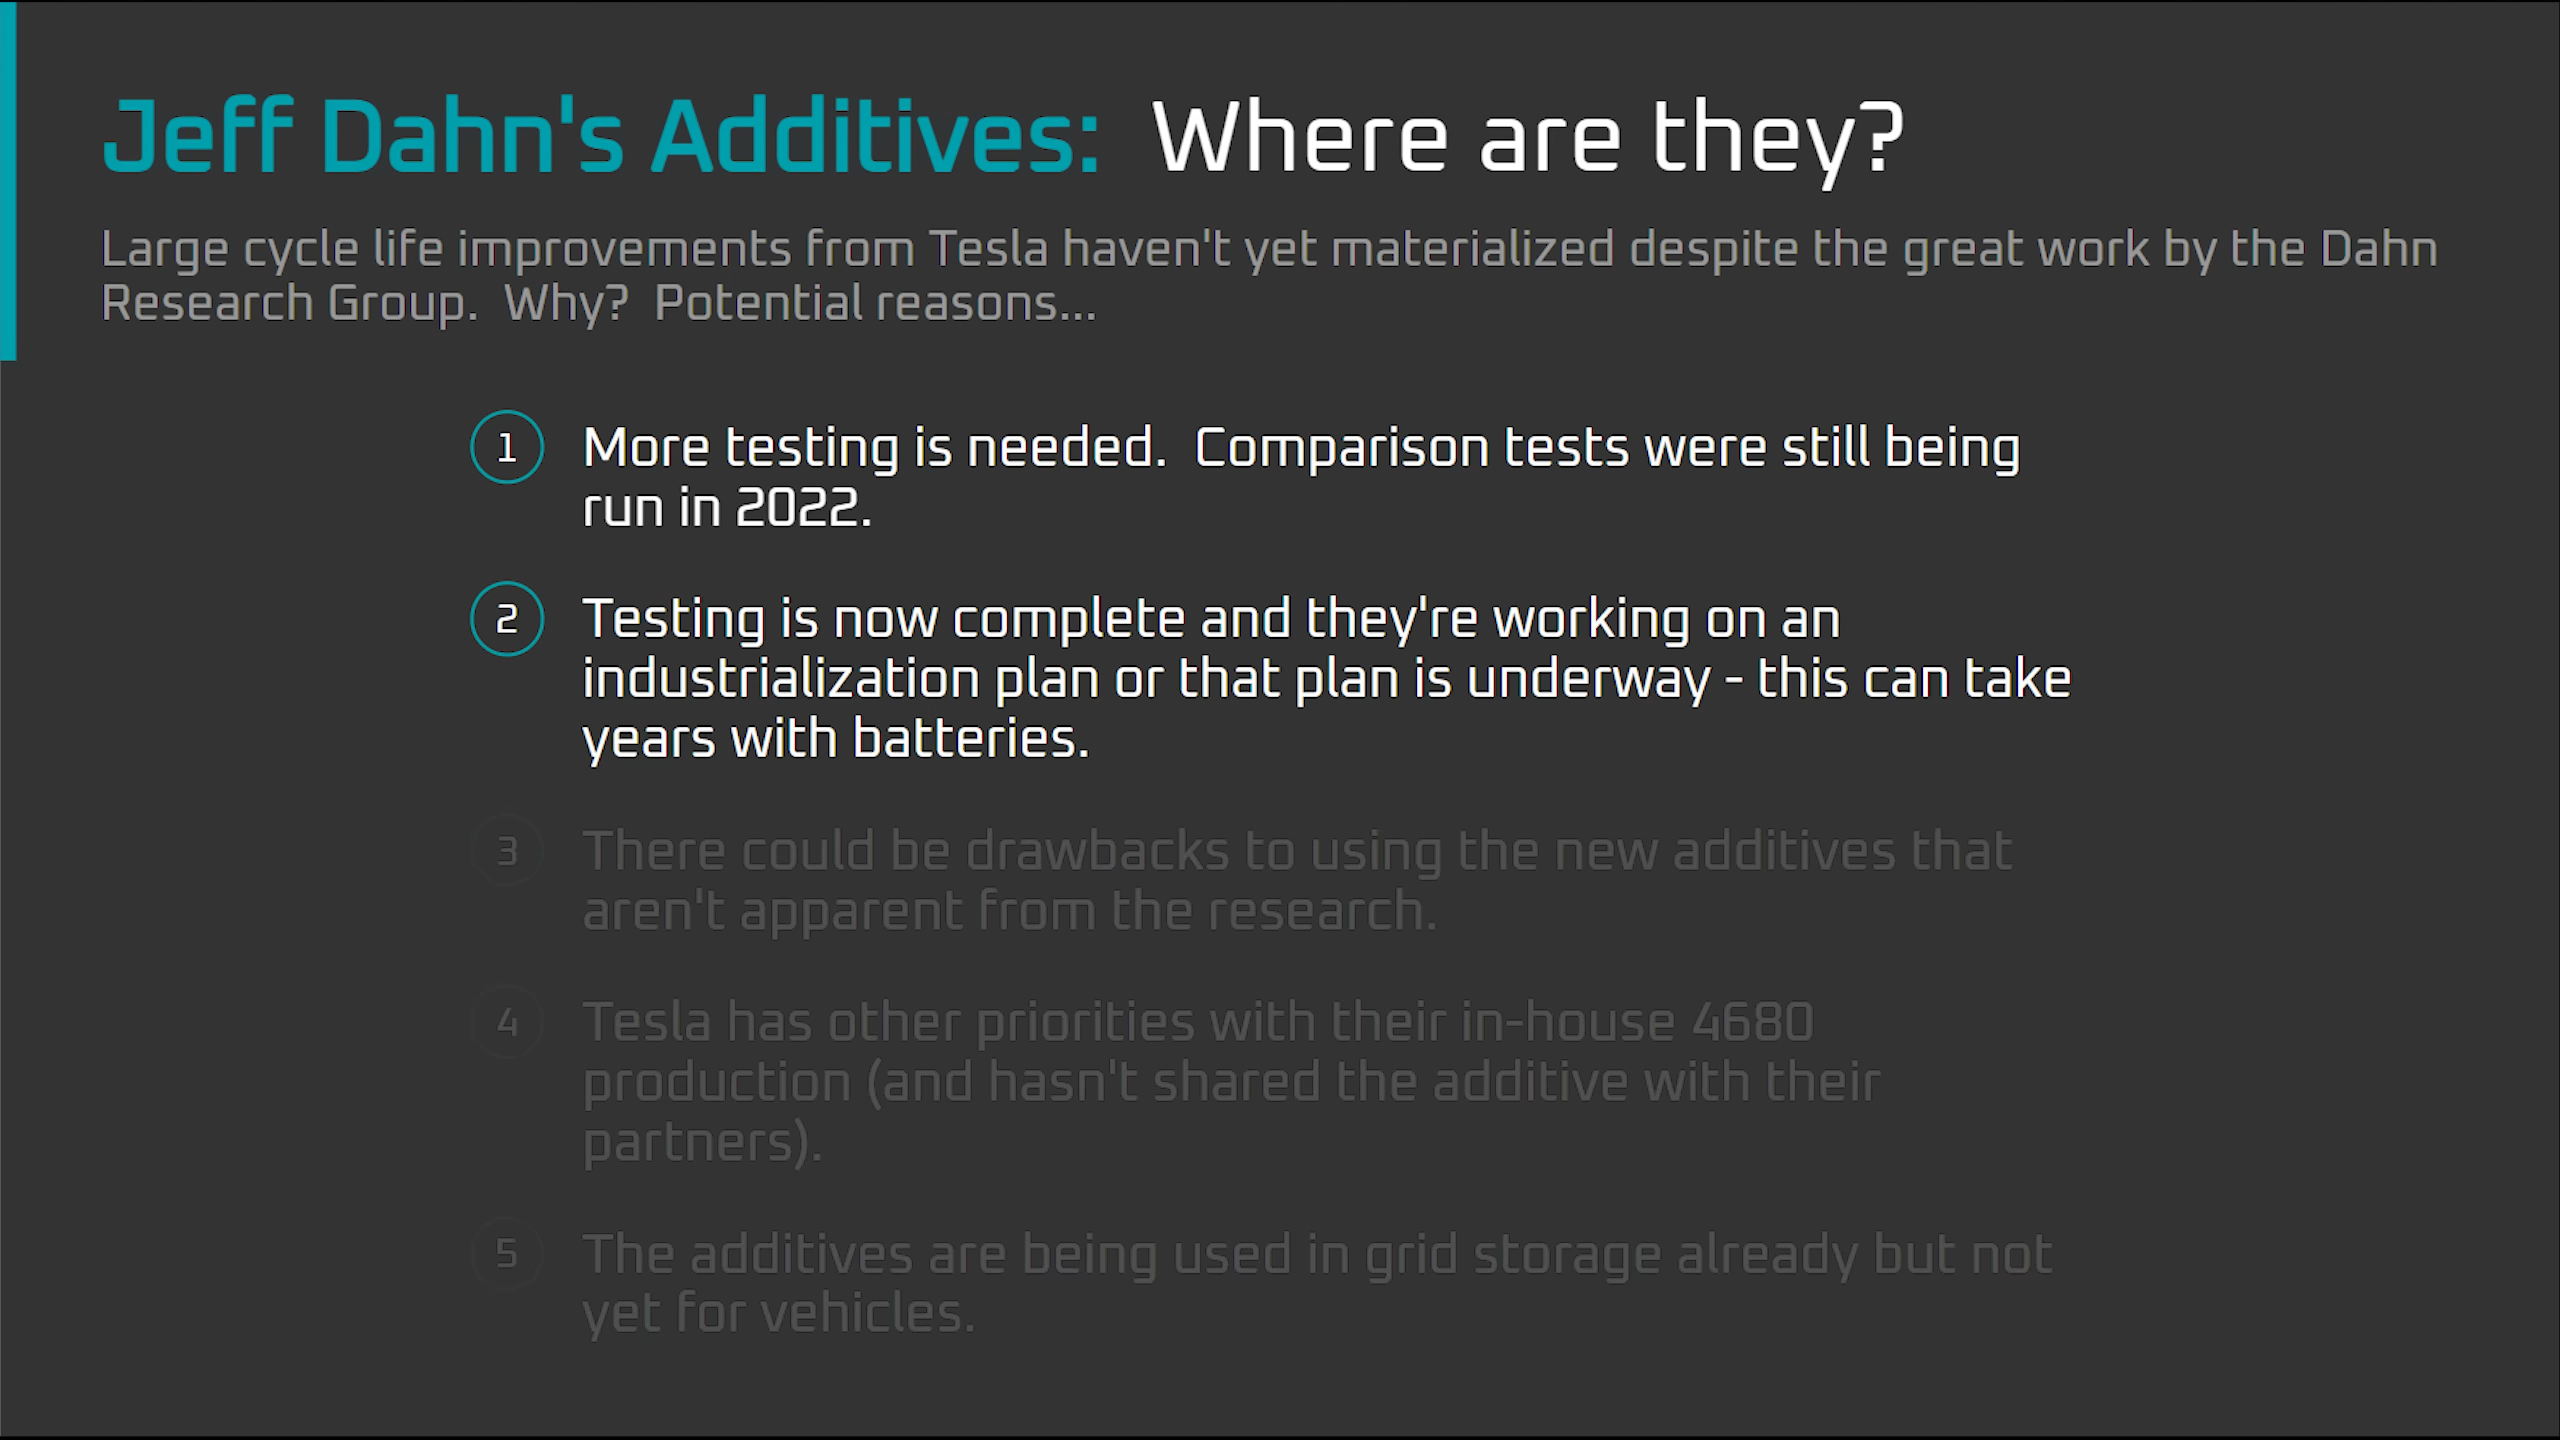 Jeff Dahn's Additives:  Where are they?
Large cycle life improvements from Tesla haven't yet materialized despite the great work by the Dahn
Research Group.  Why?  Potential reasons...
1 More testing is needed.  Comparison tests were still being
run in 2022.
2 Testing is now complete and they're working on an
industrialization plan or that plan is underway - this can take
years with batteries.
3 There could be drawbacks to using the new additives that
aren't apparent from the research.
4 Tesla has other priorities with their in-house 4680
production (and hasn't shared the additive with their
partners).
5 The additives are being used in grid storage already but not
yet for vehicles.